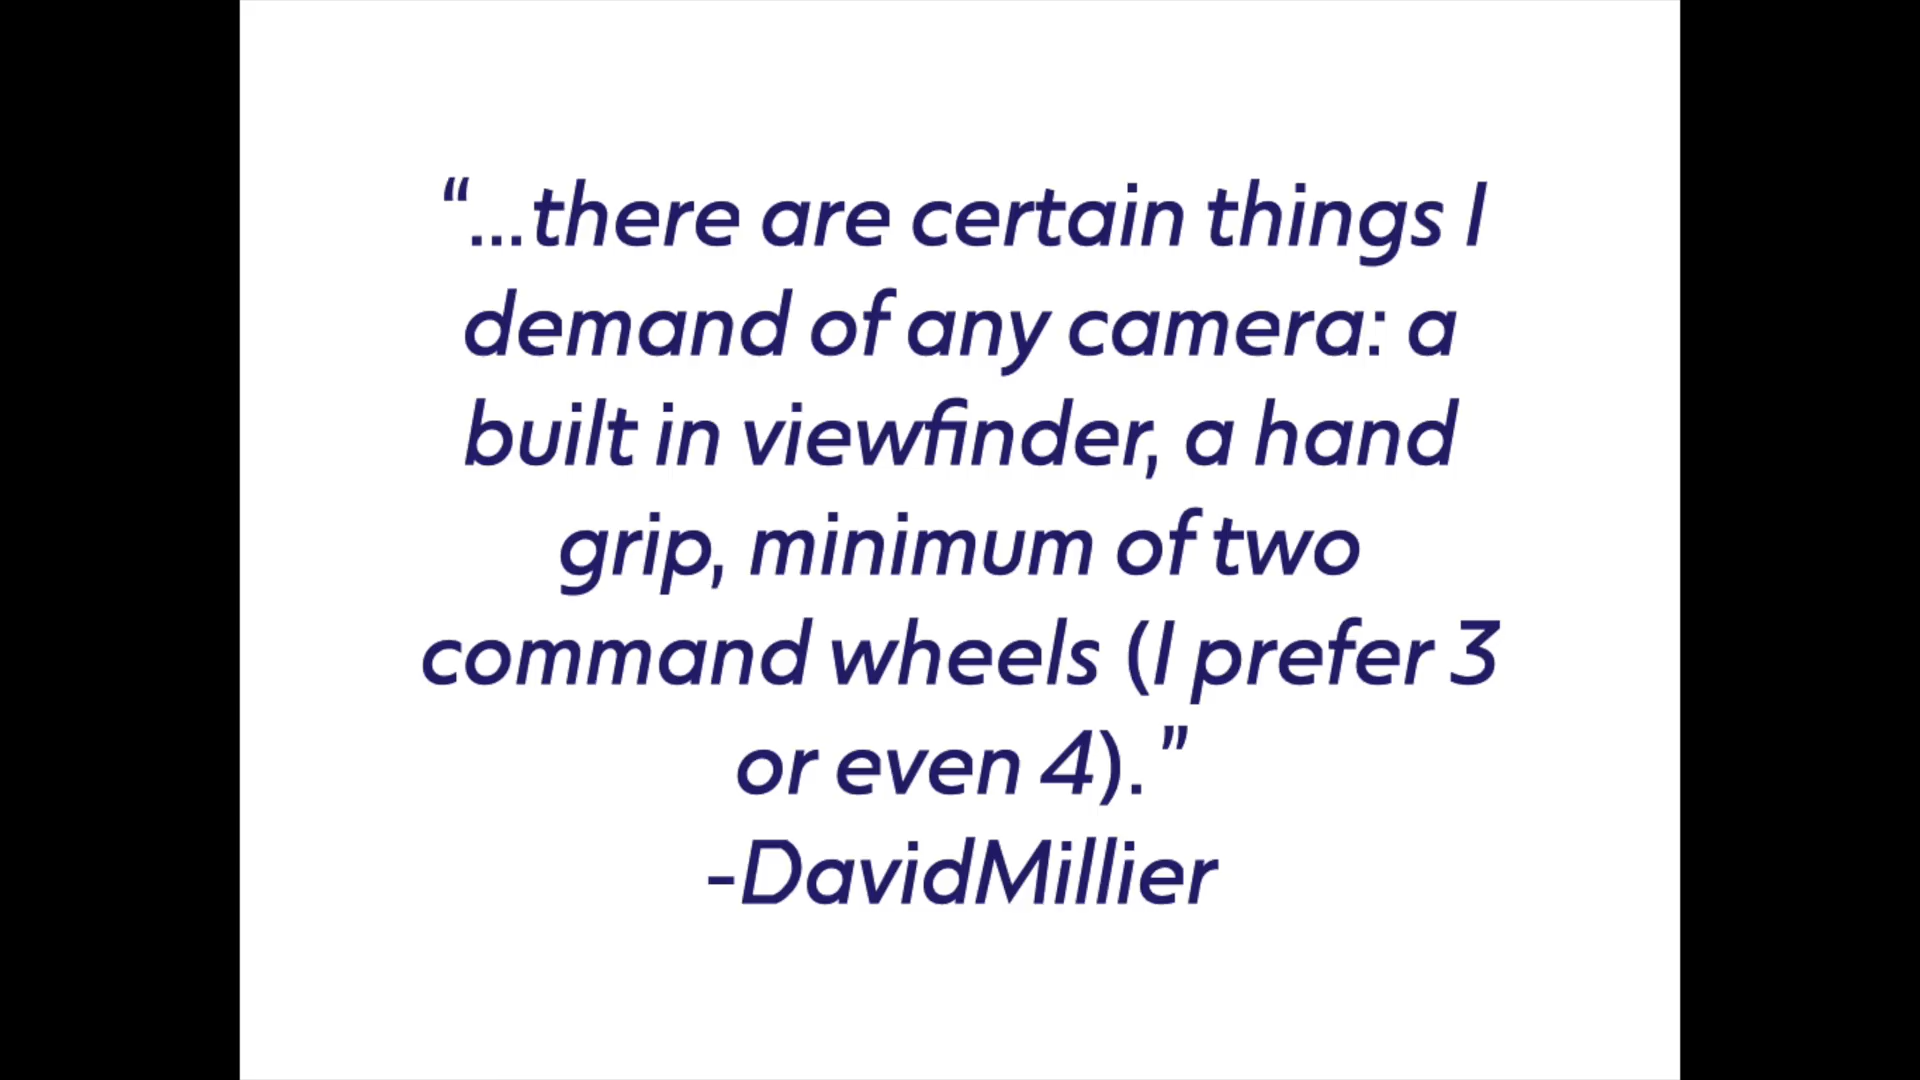 “...there are certain things I
demand of any camera: a
built in viewfinder, a hand
grip, minimum of two
command wheels (I prefer 3
or even 4).”
-DavidMillier